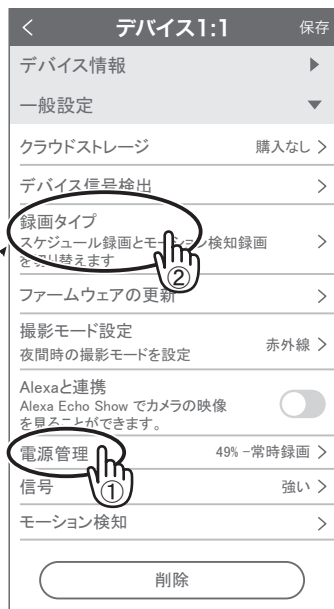 デバイス1:1 保存
デバイス情報
一般設定
クラウドストレージ 購入なし
デバイス信号検出
録画タイプ
スケジュール録画とモーション検知録画
を切り替えます
ファームウェアの更新
撮影モード設定
夜間時の撮影モードを設定 赤外線
Alexaと連携
Alexa Echo Show でカメラの映像
を見ることができます。
電源管理 49% -常時録画
信号 強い
モーション検知
削除
②
①